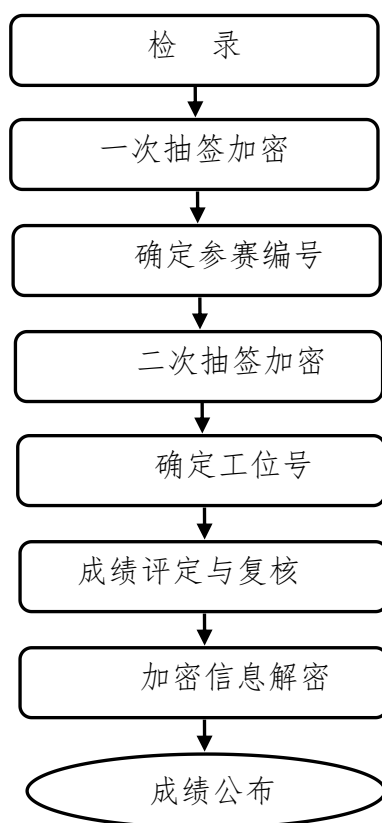 检 录
一次抽签加密
确定参赛编号
二次抽签加密
确定工位号
成绩评定与复核
加密信息解密
成绩公布